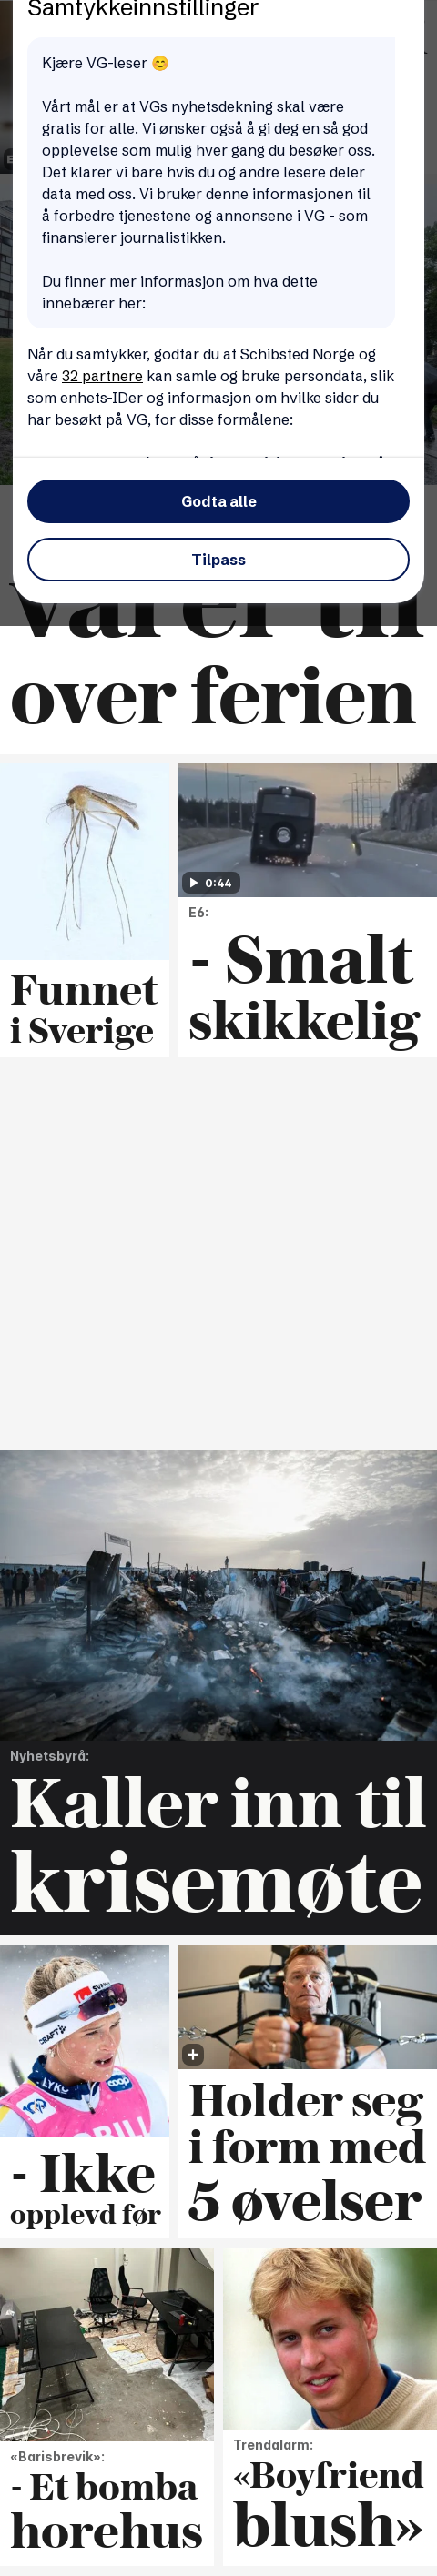 Samtykkeinnstillinger
Kjære VG-leser 😊
Vårt mål er at VGs nyhetsdekning skal være
gratis for alle. Vi ønsker også å gi deg en så god
opplevelse som mulig hver gang du besøker oss.
Det klarer vi bare hvis du og andre lesere deler
data med oss. Vi bruker denne informasjonen til
å forbedre tjenestene og annonsene i VG - som
finansierer journalistikken.
Du finner mer informasjon om hva dette
innebærer her:
Når du samtykker, godtar du at Schibsted Norge og
våre 32 partnere kan samle og bruke persondata, slik
som enhets-IDer og informasjon om hvilke sider du
har besøkt på VG, for disse formålene:
Godta alle
Tilpass
over ferien
0:44
E6:
Funnet
i Sverige
- Smalt
skikkelig
Nyhetsbyrå:
Kaller inn til
krisemøte
CRAFT
LYKO
coop
- Ikke
opplevd før
Holder seg
i form med
5 øvelser
«Barisbrevik»:
- Et bomba
horehus
Trendalarm:
«Boyfriend
blush»